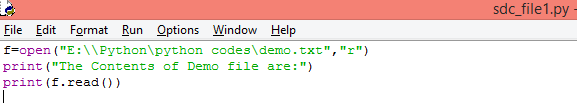 sdc_file1.py -
File Edit Format Run Options Window Help
f=open("E:\\Python\python codes\demo.txt","r")
print("The Contents of Demo file are:")
print(f.read())